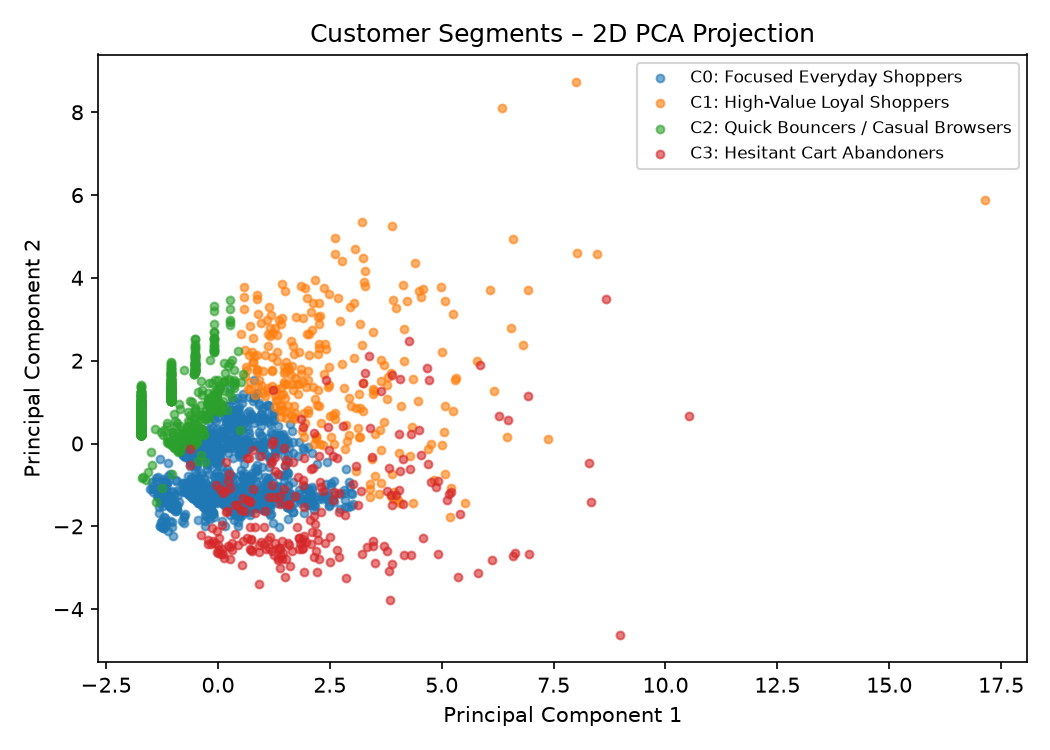 Customer Segments – 2D PCA Projection
C0: Focused Everyday Shoppers
C1: High-Value Loyal Shoppers
C2: Quick Bouncers / Casual Browsers
C3: Hesitant Cart Abandoners
Principal Component 2
8
6
4
2
0
−2
−4
−2.5 0.0 2.5 5.0 7.5 10.0 12.5 15.0 17.5
Principal Component 1